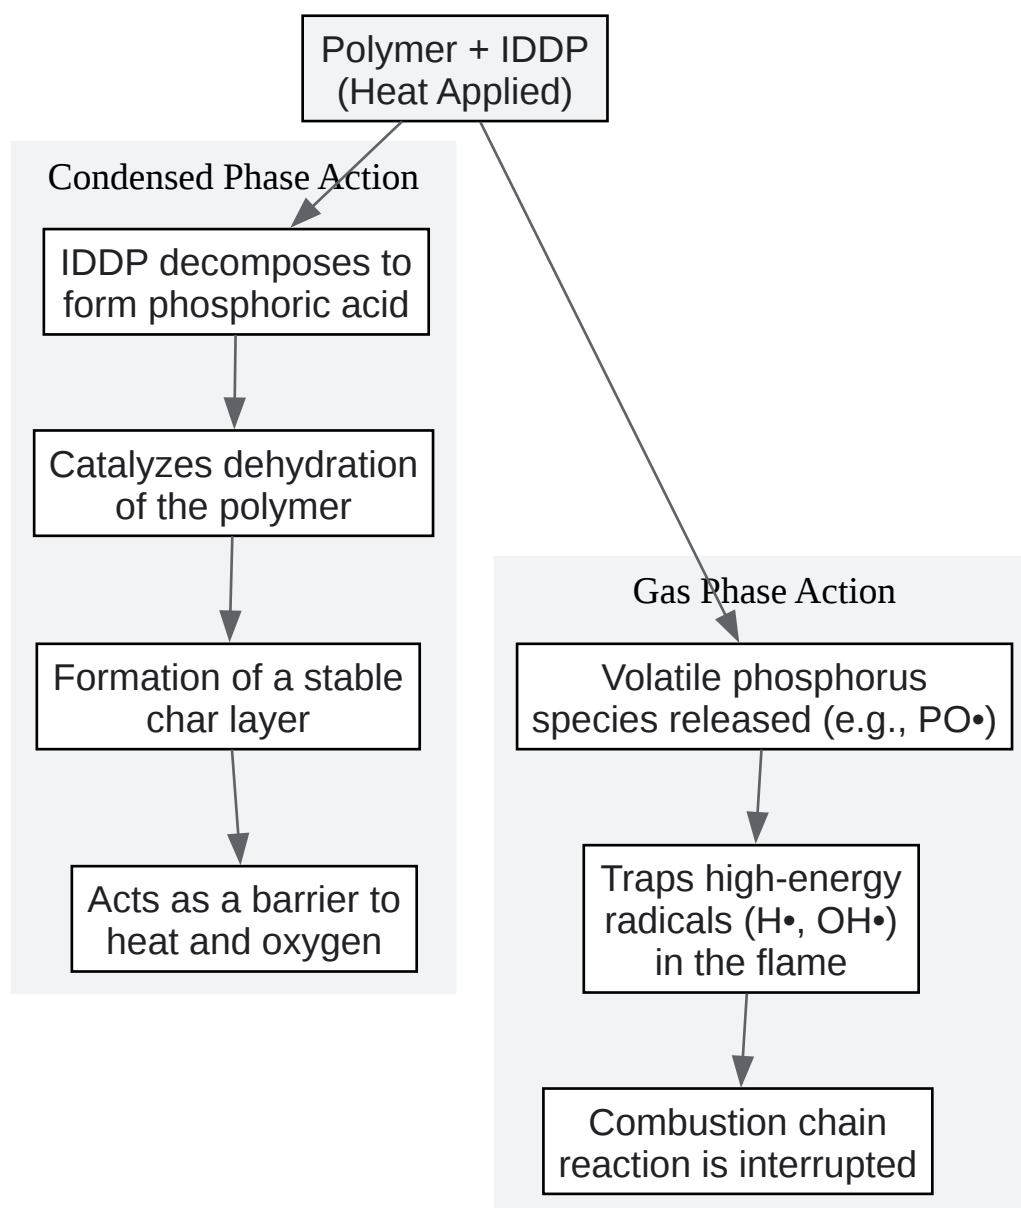 Polymer + IDDP
(Heat Applied)
Condensed Phase Action
IDDP decomposes to
form phosphoric acid
Catalyzes dehydration
of the polymer
Formation of a stable
char layer
Acts as a barrier to
heat and oxygen
Gas Phase Action
Volatile phosphorus
species released (e.g., PO•)
Traps high-energy
radicals (H•, OH•)
in the flame
Combustion chain
reaction is interrupted